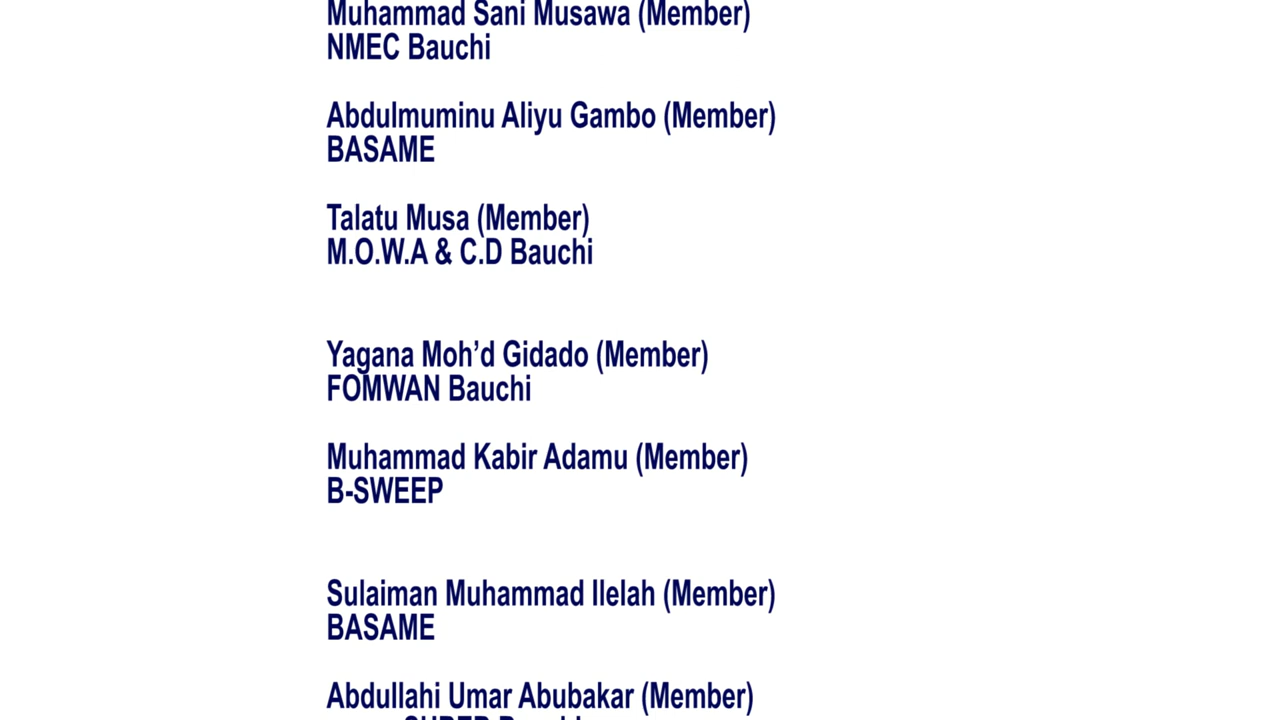 Muhammad Sani Musawa (Member)
NMEC Bauchi
Abdulmuminu Aliyu Gambo (Member)
BASAME
Talatu Musa (Member)
M.O.W.A & C.D Bauchi
Yagana Moh’d Gidado (Member)
FOMWAN Bauchi
Muhammad Kabir Adamu (Member)
B-SWEEP
Sulaiman Muhammad Ilelah (Member)
BASAME
Abdullahi Umar Abubakar (Member)